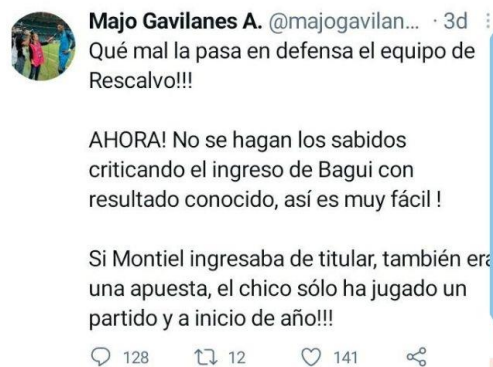 Majo Gavilanes A. @majogavilan... · 3d
Qué mal la pasa en defensa el equipo de
Rescalvo!!!
AHORA! No se hagan los sabidos
criticando el ingreso de Bagui con
resultado conocido, así es muy fácil !
Si Montiel ingresaba de titular, también era
una apuesta, el chico sólo ha jugado un
partido y a inicio de año!!!
128 12 141